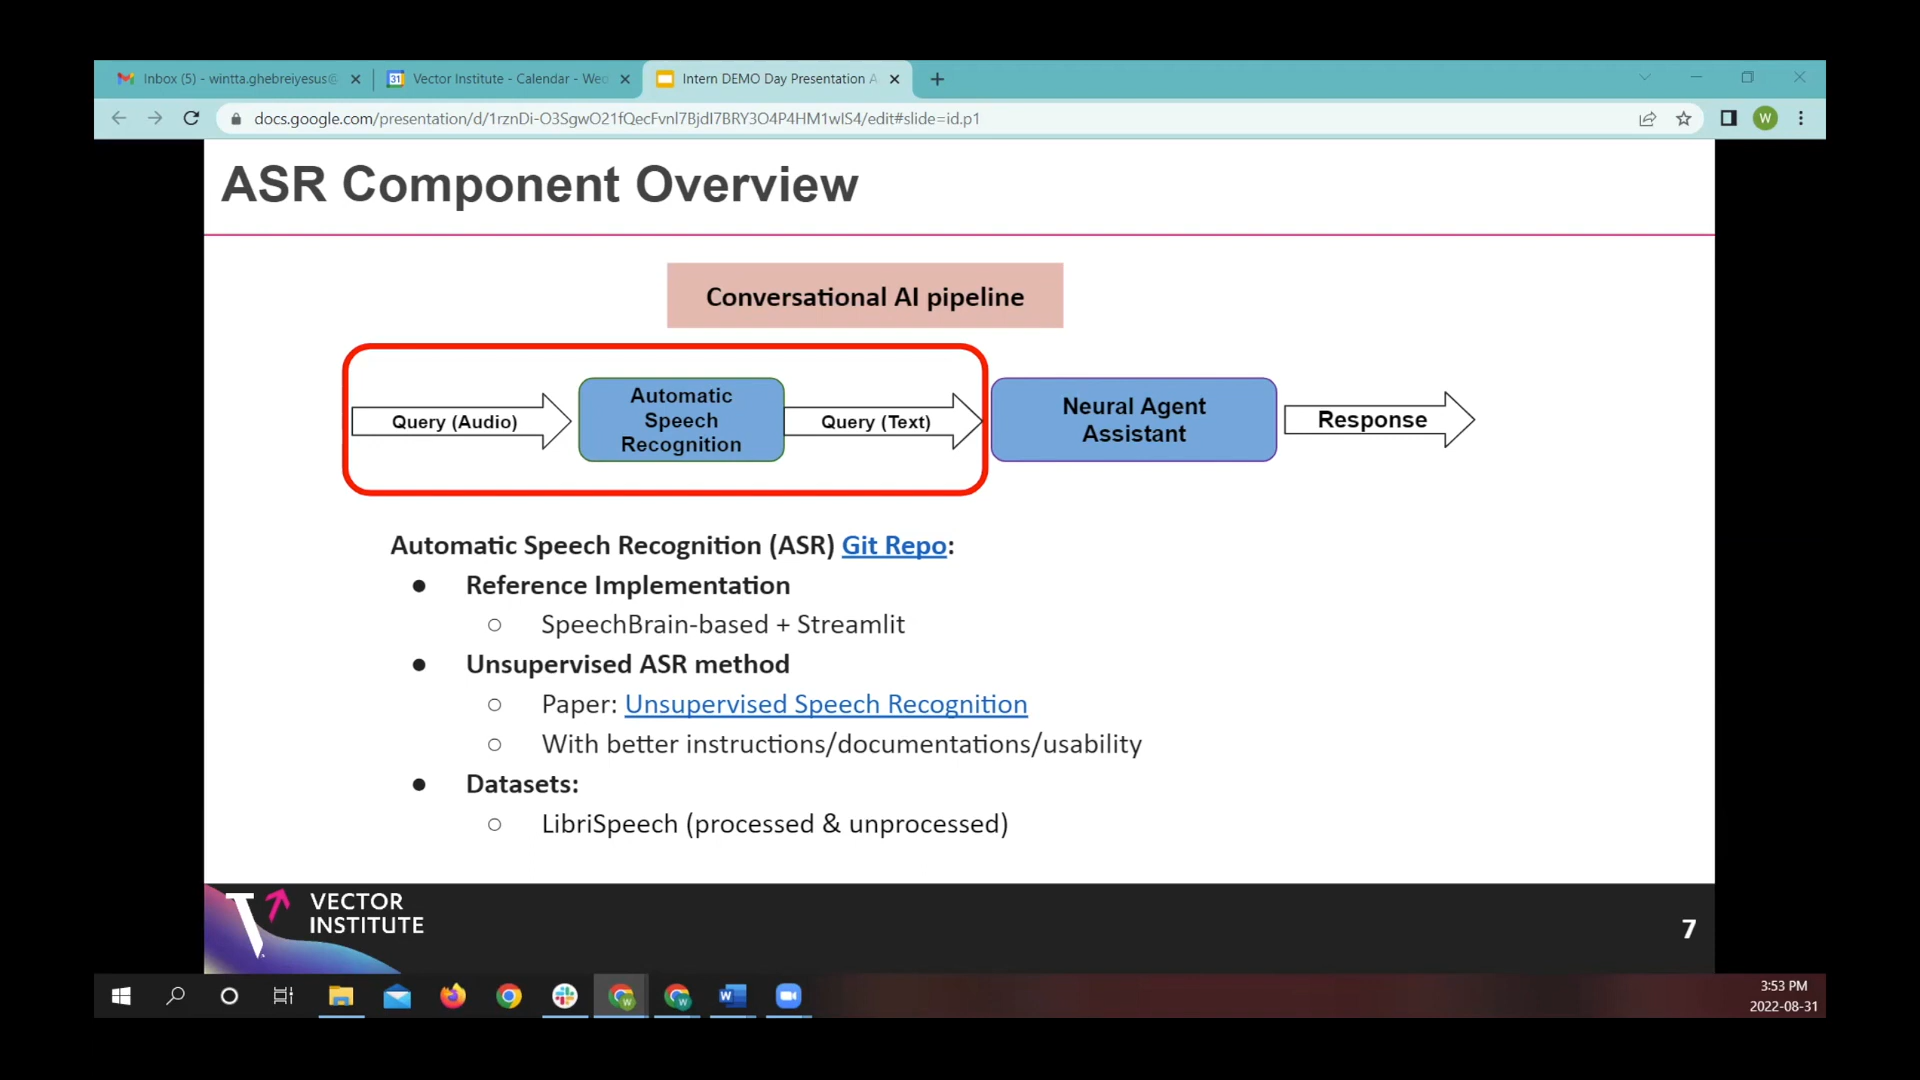 Inbox (5) - wintta.ghebreiyesus@
Vector Institute - Calendar - Wed
Intern DEMO Day Presentation A
docs.google.com/presentation/d/1rznDi-O3SgwO21fQecFvnl7BjdI7BRY3O4P4HM1wlS4/edit#slide=id.p1
W
ASR Component Overview
Conversational AI pipeline
Query (Audio)
Automatic
Speech
Recognition
Query (Text)
Neural Agent
Assistant
Response
Automatic Speech Recognition (ASR) Git Repo:
● Reference Implementation
○ SpeechBrain-based + Streamlit
● Unsupervised ASR method
○ Paper: Unsupervised Speech Recognition
○ With better instructions/documentations/usability
● Datasets:
○ LibriSpeech (processed & unprocessed)
VECTOR
INSTITUTE
7
3:53 PM
2022-08-31